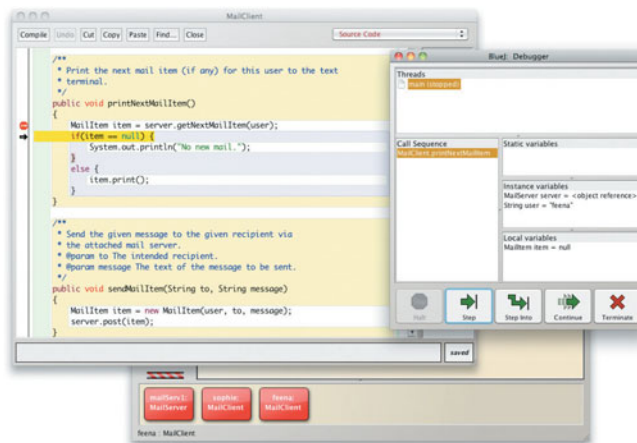 MailClient
Compile Undo Cut Copy Paste Find... Close Source Code
/**
* Print the next mail item (if any) for this user to the text
* terminal.
*/
public void printNextMailItem()
{
MailItem item = server.getNextMailItem(user);
if(item == null) {
System.out.println("No new mail.");
}
else {
item.print();
}
}
/**
* Send the given message to the given recipient via
* the attached mail server.
* @param to The intended recipient.
* @param message The text of the message to be sent.
*/
public void sendMailItem(String to, String message)
{
MailItem item = new MailItem(user, to, message);
server.post(item);
}
saved
BlueJ: Debugger
Threads
main (stopped)
Call Sequence
MailClient.printNextMailItem
Static variables
Instance variables
MailServer server = <object reference>
String user = "feena"
Local variables
MailItem item = null
Halt Step Step Into Continue Terminate
mailServ1:
MailServer
sophie:
MailClient
feena:
MailClient
feena : MailClient